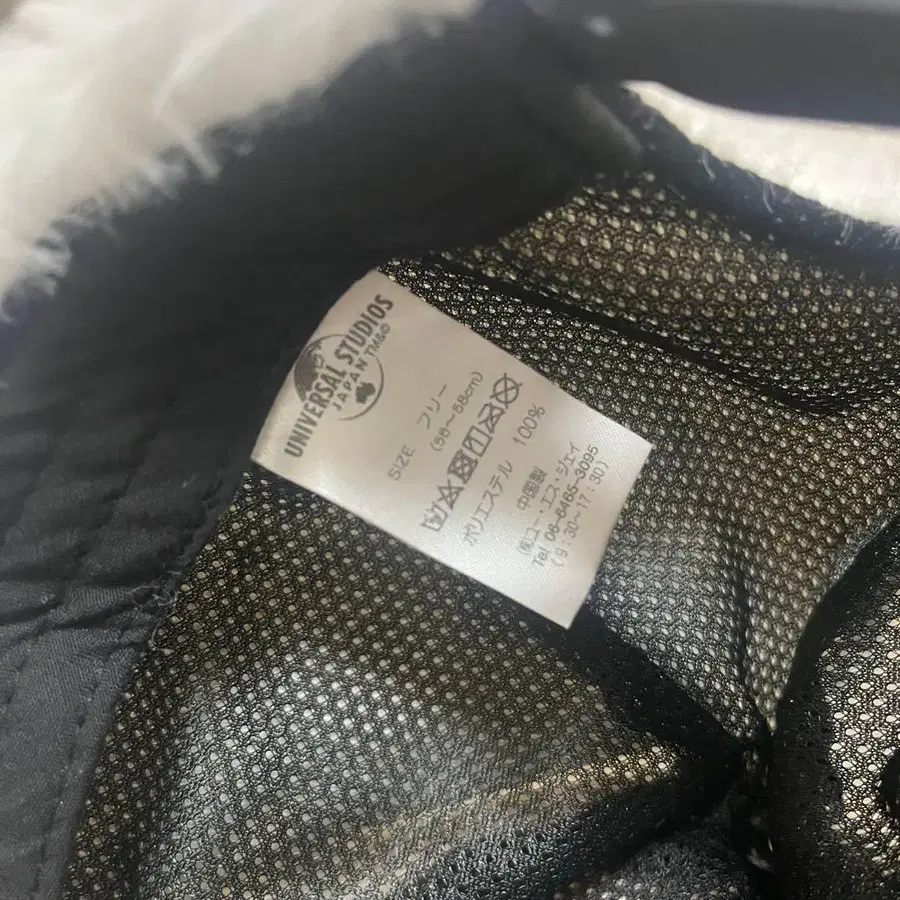 UNIVERSAL STUDIOS
JAPAN TM&©
SIZE フリー
(56〜58cm)
ポリエステル 100%
中国製
㈱ユー・エス・ジェイ
Tel 06-6465-3095
(9:30〜17:30)